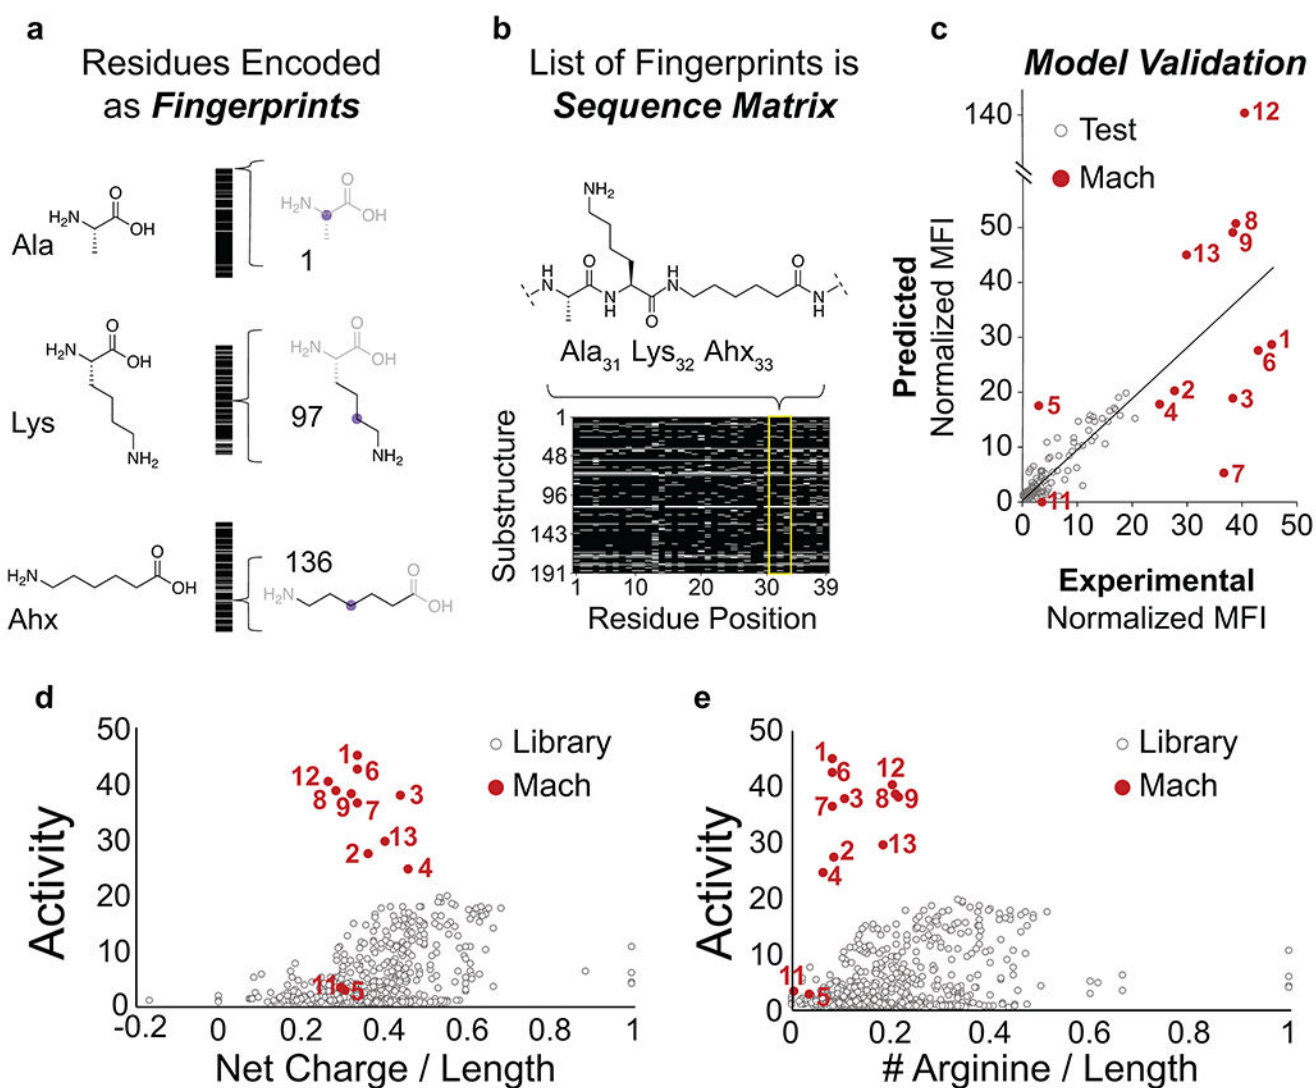 a
Residues Encoded
as Fingerprints
Ala
H2N
O
OH
H2N
O
OH
1
Lys
H2N
O
OH
NH2
H2N
O
OH
97
NH2
Ahx
H2N
O
OH
136
H2N
O
OH
b
List of Fingerprints is
Sequence Matrix
NH2
H
N
O
N
H
O
H
N
O
N
H
Ala31 Lys32 Ahx33
Substructure
1
48
96
143
191
1 10 20 30 39
Residue Position
c
Model Validation
Predicted
Normalized MFI
140
50
40
30
20
10
0
Test
Mach
12
8
9
13
1
6
2
4
3
5
7
11
0 10 20 30 40 50
Experimental
Normalized MFI
d
Activity
50
40
30
20
10
0
Library
Mach
1
6
12
8
9
7
3
13
2
4
11
5
-0.2 0 0.2 0.4 0.6 0.8 1
Net Charge / Length
e
Activity
50
40
30
20
10
0
Library
Mach
1
6
12
7
3
8
9
13
2
4
11
5
0 0.2 0.4 0.6 0.8 1
# Arginine / Length